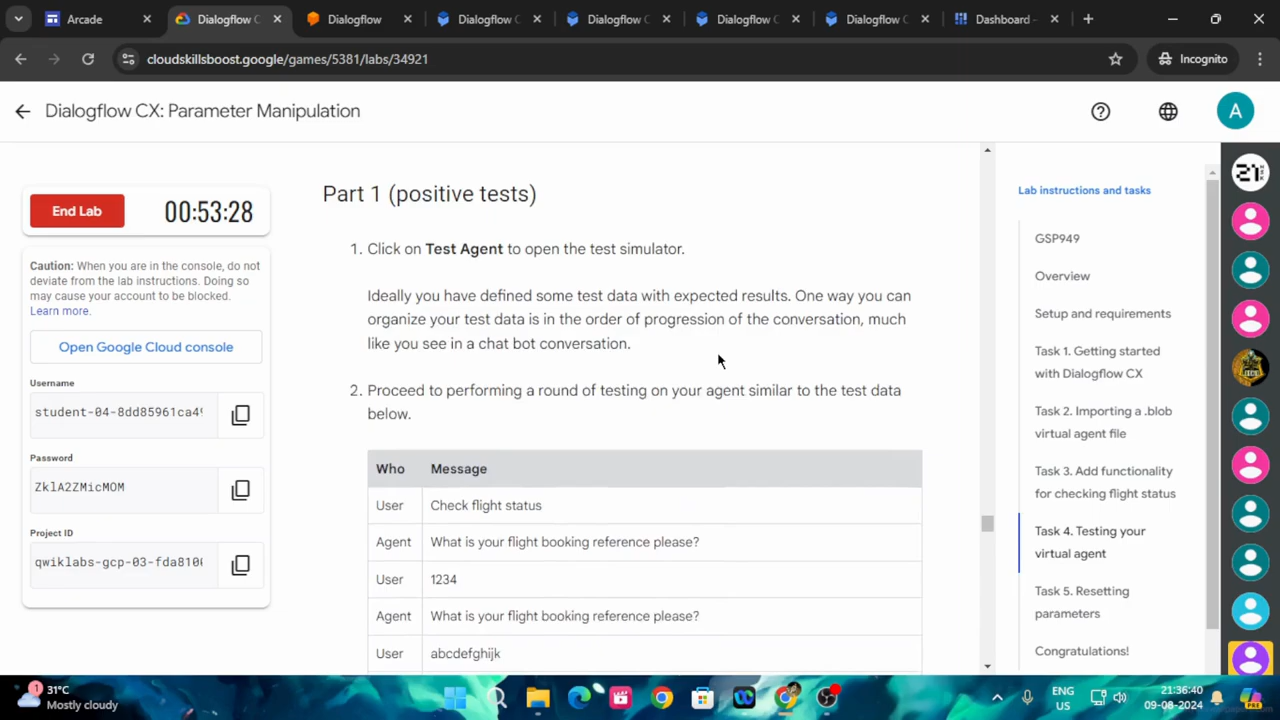 Arcade
Dialogflow C
Dialogflow
Dialogflow C
Dialogflow C
Dialogflow C
Dialogflow C
Dashboard -
cloudskillsboost.google/games/5381/labs/34921
Incognito
Dialogflow CX: Parameter Manipulation
A
End Lab
00:53:28
Caution: When you are in the console, do not
deviate from the lab instructions. Doing so
may cause your account to be blocked.
Learn more.
Open Google Cloud console
Username
student-04-8dd85961ca49
Password
ZklA2ZMicMOM
Project ID
qwiklabs-gcp-03-fda810
Part 1 (positive tests)
1. Click on Test Agent to open the test simulator.
Ideally you have defined some test data with expected results. One way you can
organize your test data is in the order of progression of the conversation, much
like you see in a chat bot conversation.
2. Proceed to performing a round of testing on your agent similar to the test data
below.
Who Message
User Check flight status
Agent What is your flight booking reference please?
User 1234
Agent What is your flight booking reference please?
User abcdefghijk
Lab instructions and tasks
GSP949
Overview
Setup and requirements
Task 1. Getting started
with Dialogflow CX
Task 2. Importing a .blob
virtual agent file
Task 3. Add functionality
for checking flight status
Task 4. Testing your
virtual agent
Task 5. Resetting
parameters
Congratulations!
1
31°C
Mostly cloudy
ENG
US
21:36:40
09-08-2024
PRE